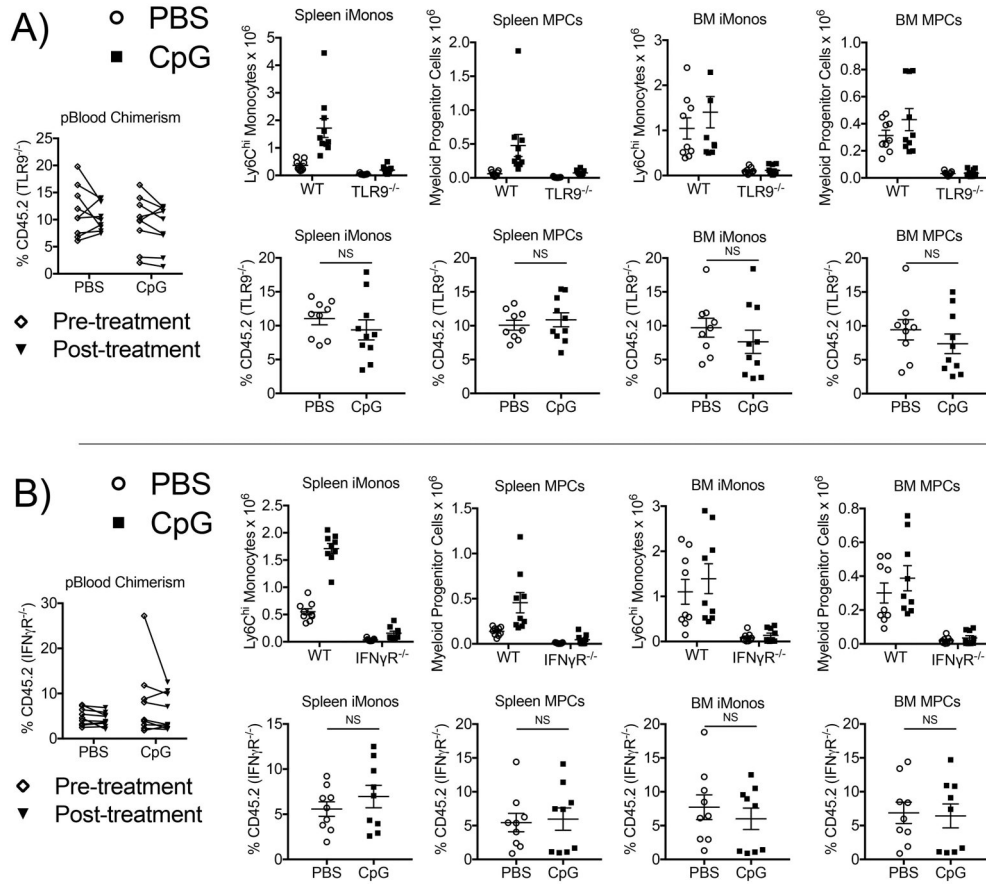 A)
PBS
CpG
pBlood Chimerism
% CD45.2 (TLR9-/-)
25
20
15
10
5
0
PBS CpG
Pre-treatment
Post-treatment
Spleen iMonos
Ly6Chi Monocytes x 10⁶
5
4
3
2
1
0
WT TLR9-/-
Spleen MPCs
Myeloid Progenitor Cells x 10⁶
2.0
1.5
1.0
0.5
0.0
WT TLR9-/-
BM iMonos
Ly6Chi Monocytes x 10⁶
3
2
1
0
WT TLR9-/-
BM MPCs
Myeloid Progenitor Cells x 10⁶
1.0
0.8
0.6
0.4
0.2
0.0
WT TLR9-/-
Spleen iMonos
NS
% CD45.2 (TLR9-/-)
20
15
10
5
0
PBS CpG
Spleen MPCs
NS
% CD45.2 (TLR9-/-)
20
15
10
5
0
PBS CpG
BM iMonos
NS
% CD45.2 (TLR9-/-)
20
15
10
5
0
PBS CpG
BM MPCs
NS
% CD45.2 (TLR9-/-)
20
15
10
5
0
PBS CpG
B)
PBS
CpG
pBlood Chimerism
% CD45.2 (IFNγR-/-)
30
20
10
0
PBS CpG
Pre-treatment
Post-treatment
Spleen iMonos
Ly6Chi Monocytes x 10⁶
2.5
2.0
1.5
1.0
0.5
0.0
WT IFNγR-/-
Spleen MPCs
Myeloid Progenitor Cells x 10⁶
1.5
1.0
0.5
0.0
WT IFNγR-/-
BM iMonos
Ly6Chi Monocytes x 10⁶
4
3
2
1
0
WT IFNγR-/-
BM MPCs
Myeloid Progenitor Cells x 10⁶
0.8
0.6
0.4
0.2
0.0
WT IFNγR-/-
Spleen iMonos
NS
% CD45.2 (IFNγR-/-)
15
10
5
0
PBS CpG
Spleen MPCs
NS
% CD45.2 (IFNγR-/-)
20
15
10
5
0
PBS CpG
BM iMonos
NS
% CD45.2 (IFNγR-/-)
20
15
10
5
0
PBS CpG
BM MPCs
NS
% CD45.2 (IFNγR-/-)
20
15
10
5
0
PBS CpG